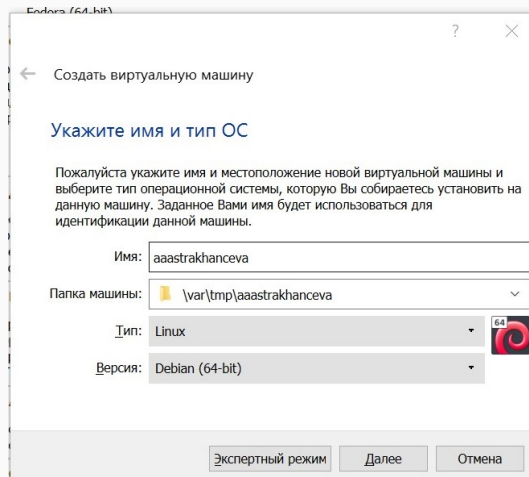 Fedora (64-bit)
?
Создать виртуальную машину
Укажите имя и тип ОС
Пожалуйста укажите имя и местоположение новой виртуальной машины и
выберите тип операционной системы, которую Вы собираетесь установить на
данную машину. Заданное Вами имя будет использоваться для
идентификации данной машины.
Имя: aaastrakhanceva
Папка машины: \var\tmp\aaastrakhanceva
Тип: Linux
64
Версия: Debian (64-bit)
Экспертный режим Далее Отмена